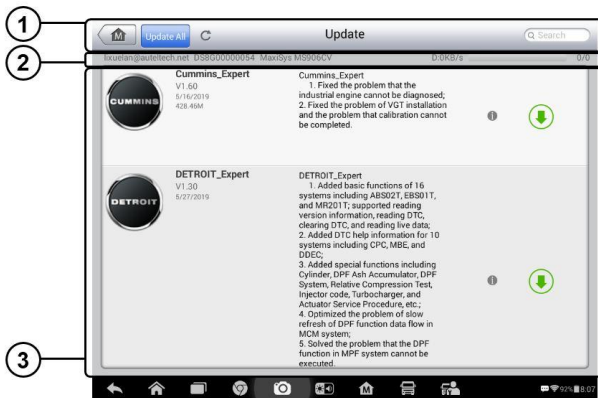 1
Update All
Update
Search
2
lixuelan@auteltech.net DS8G00000054 MaxiSys MS906CV D:0KB/s 0/0
CUMMINS
Cummins_Expert
V1.60
5/16/2019
428.46M
Cummins_Expert
1. Fixed the problem that the
industrial engine cannot be diagnosed;
2. Fixed the problem of VGT installation
and the problem that calibration cannot
be completed.
DETROIT
DETROIT_Expert
V1.30
5/27/2019
DETROIT_Expert
1. Added basic functions of 16
systems including ABS02T, EBS01T,
and MR201T; supported reading
version information, reading DTC,
clearing DTC, and reading live data;
2. Added DTC help information for 10
systems including CPC, MBE, and
DDEC;
3. Added special functions including
Cylinder, DPF Ash Accumulator, DPF
System, Relative Compression Test,
Injector code, Turbocharger, and
Actuator Service Procedure, etc.;
4. Optimized the problem of slow
refresh of DPF function data flow in
MCM system;
5. Solved the problem that the DPF
function in MPF system cannot be
executed.
3
92% 8:07